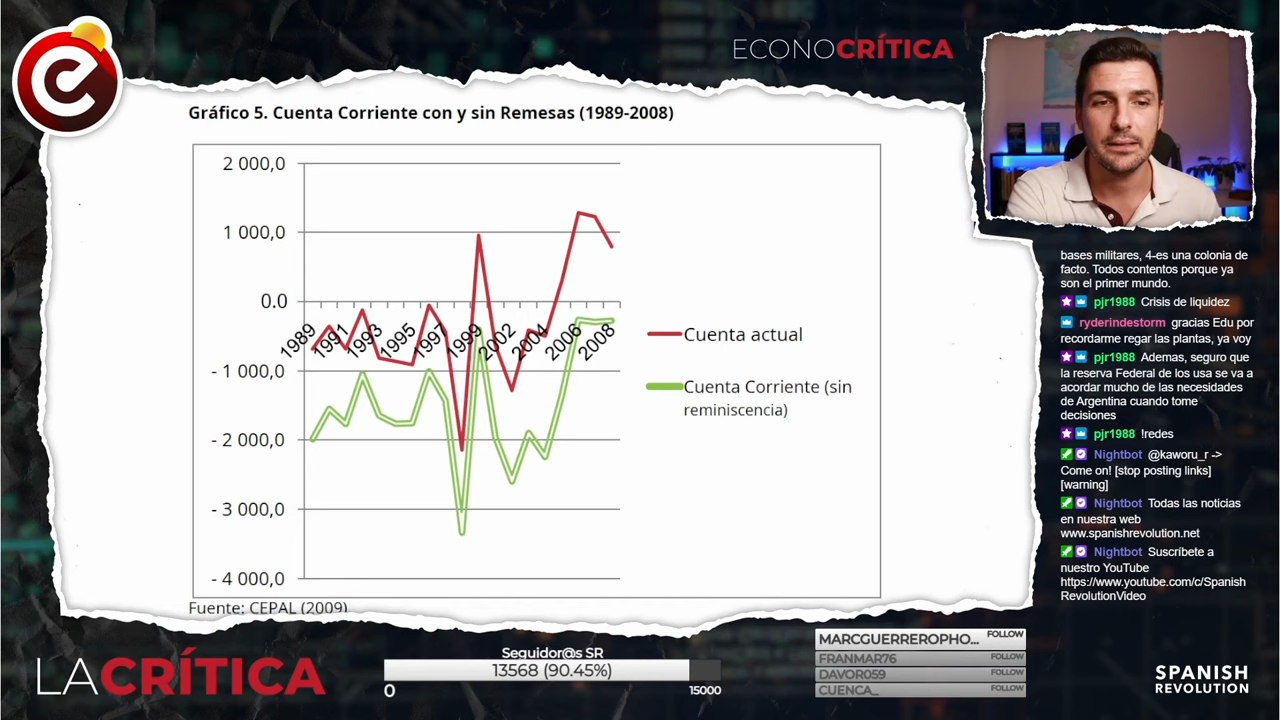 ECONOCRÍTICA
Gráfico 5. Cuenta Corriente con y sin Remesas (1989-2008)
2 000,0
1 000,0
0.0
- 1 000,0
- 2 000,0
- 3 000,0
- 4 000,0
1989
1991
1993
1995
1997
1999
2002
2004
2006
2008
Cuenta actual
Cuenta Corriente (sin
reminiscencia)
Fuente: CEPAL (2009)
bases militares, 4-es una colonia de
facto. Todos contentos porque ya
son el primer mundo.
pjr1988 Crisis de liquidez
ryderindestorm gracias Edu por
recordarme regar las plantas, ya voy
pjr1988 Ademas, seguro que
la reserva Federal de los usa se va a
acordar mucho de las necesidades
de Argentina cuando tome
decisiones
pjr1988 !redes
Nightbot @kaworu_r ->
Come on! [stop posting links]
[warning]
Nightbot Todas las noticias
en nuestra web
www.spanishrevolution.net
Nightbot Suscríbete a
nuestro YouTube
https://www.youtube.com/c/Spanish
RevolutionVideo
LACRÍTICA
Seguidor@s SR
13568 (90.45%)
0
15000
MARCGUERREROPHO... FOLLOW
FRANMAR76 FOLLOW
DAVOR059 FOLLOW
CUENCA_ FOLLOW
SPANISH
REVOLUTION